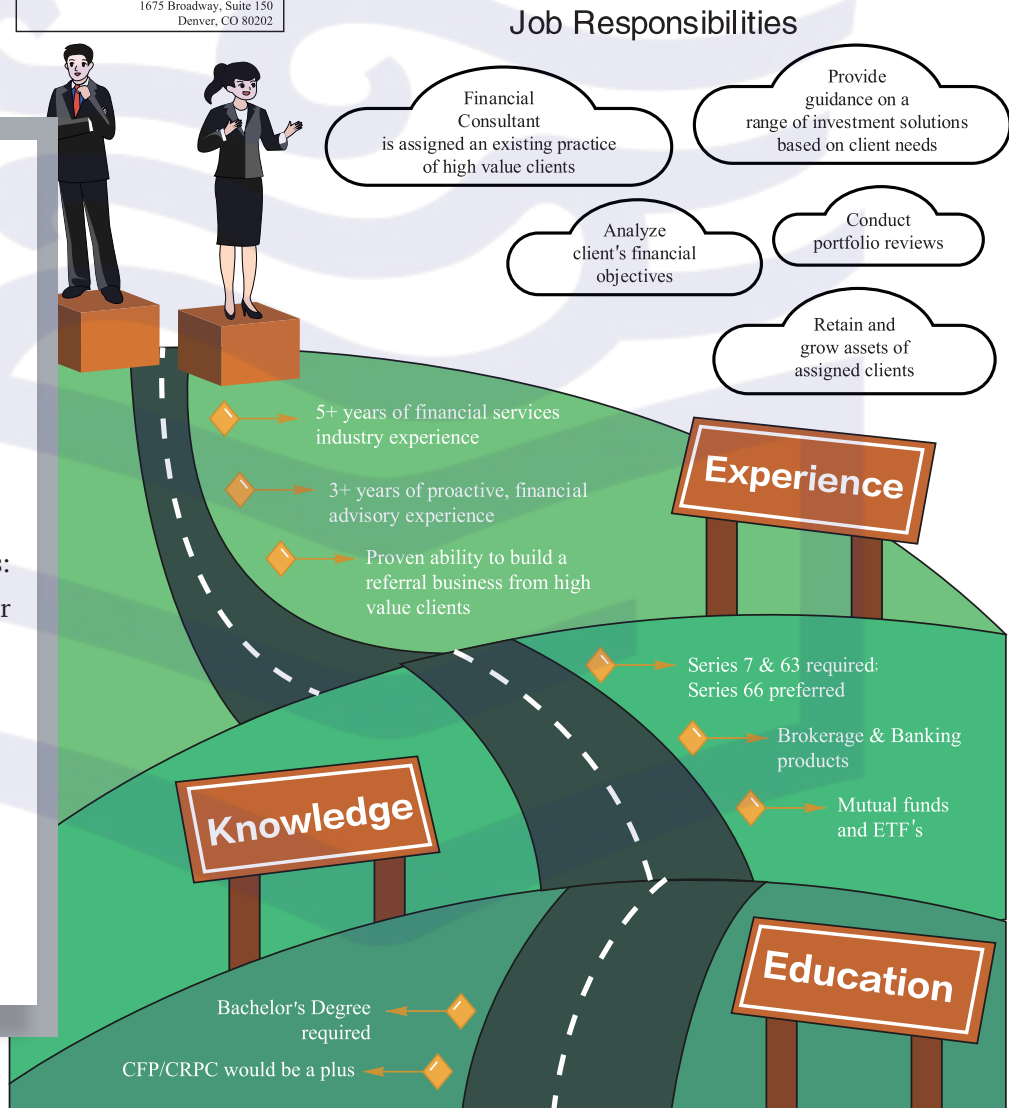 1675 Broadway, Suite 150
Denver, CO 80202
Job Responsibilities
Financial
Consultant
is assigned an existing practice
of high value clients
Provide
guidance on a
range of investment solutions
based on client needs
Analyze
client's financial
objectives
Conduct
portfolio reviews
Retain and
grow assets of
assigned clients
5+ years of financial services
industry experience
3+ years of proactive, financial
advisory experience
Proven ability to build a
referral business from high
value clients
Experience
Series 7 & 63 required;
Series 66 preferred
Brokerage & Banking
products
Mutual funds
and ETF's
Knowledge
Education
Bachelor's Degree
required
CFP/CRPC would be a plus